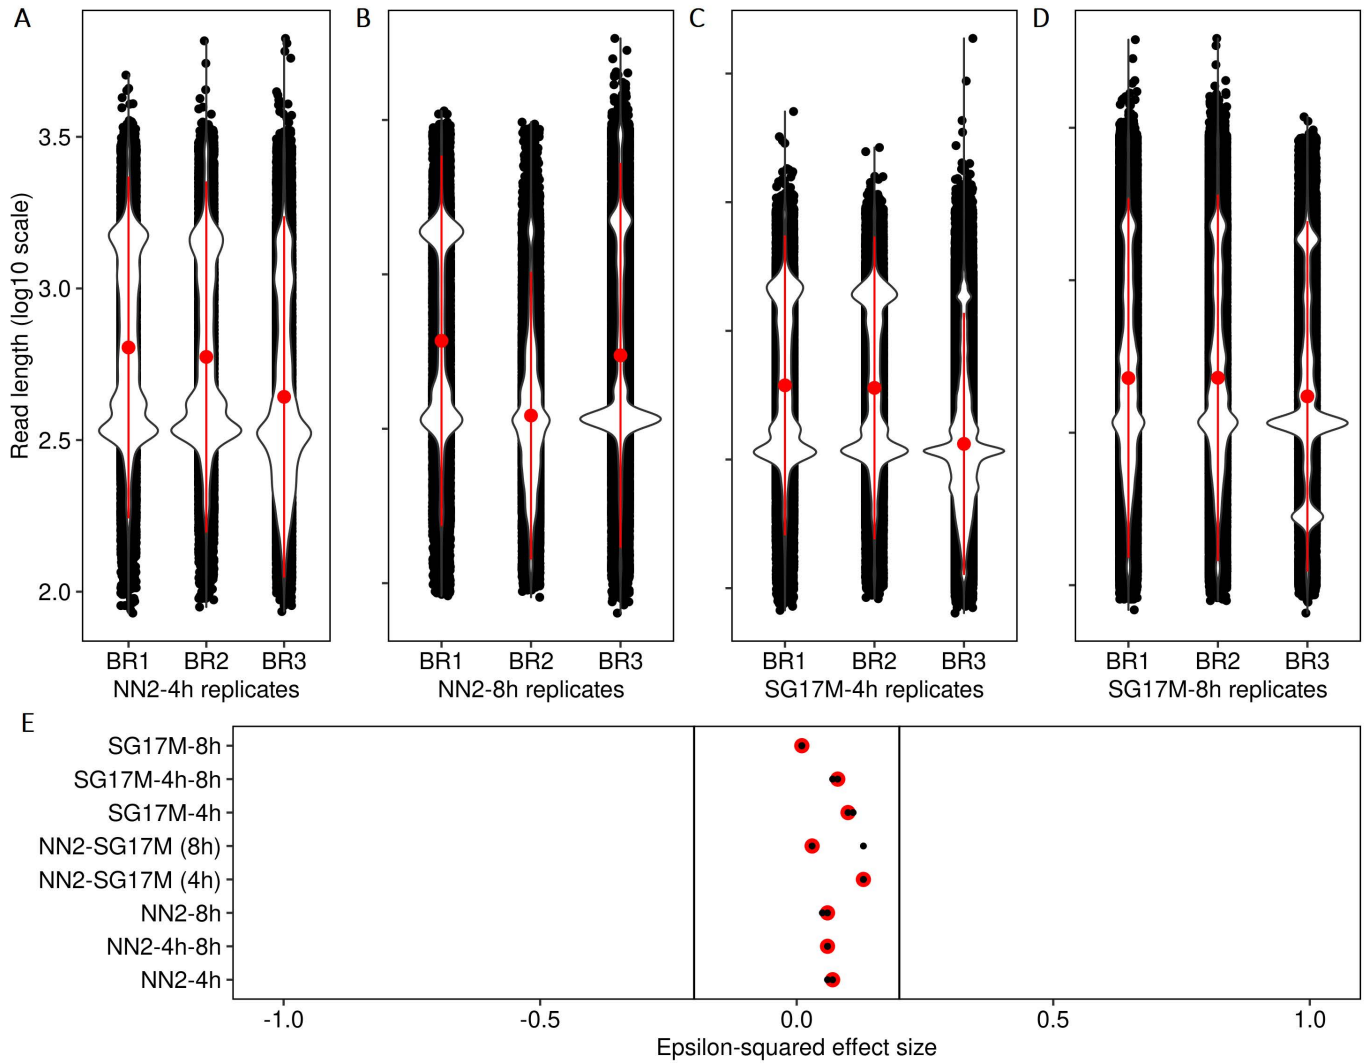 A
B
C
D
Read length (log10 scale)
3.5
3.0
2.5
2.0
BR1 BR2 BR3
NN2-4h replicates
BR1 BR2 BR3
NN2-8h replicates
BR1 BR2 BR3
SG17M-4h replicates
BR1 BR2 BR3
SG17M-8h replicates
E
SG17M-8h
SG17M-4h-8h
SG17M-4h
NN2-SG17M (8h)
NN2-SG17M (4h)
NN2-8h
NN2-4h-8h
NN2-4h
-1.0 -0.5 0.0 0.5 1.0
Epsilon-squared effect size